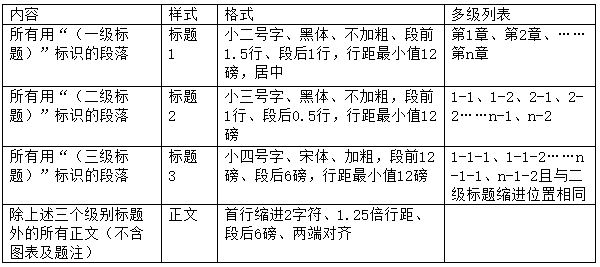 内容
样式
格式
多级列表
所有用“（一级标
题）”标识的段落
标题
1
小二号字、黑体、不加粗，段前
1.5行、段后1行，行距最小值12
磅，居中
第1章、第2章、……
第n章
所有用“（二级标
题）”标识的段落
标题
2
小三号字、黑体、不加粗，段前
1行、段后0.5行，行距最小值12
磅
1-1、1-2、2-1、2-
2……n-1、n-2
所有用“（三级标
题）”标识的段落
标题
3
小四号字、宋体、加粗，段前12
磅、段后6磅，行距最小值12磅
1-1-1、1-1-2……n
-1-1、n-1-2且与二
级标题缩进位置相同
除上述三个级别标题
外的所有正文（不含
图表及题注）
正文
首行缩进2字符、1.25倍行距、
段后6磅、两端对齐